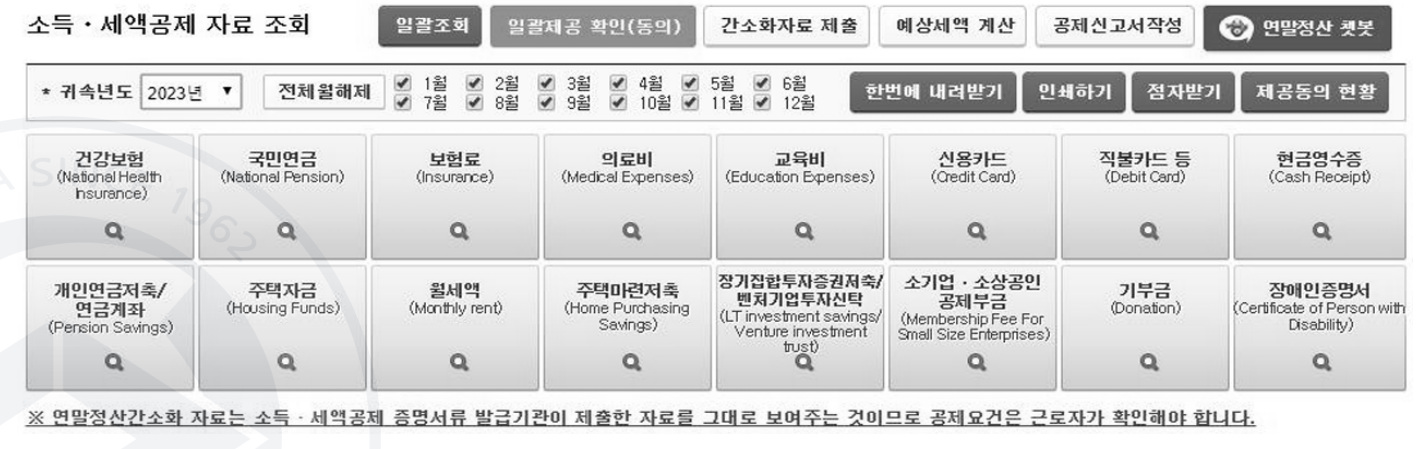 소득·세액공제 자료 조회 일괄조회 일괄제공 확인(동의) 간소화자료 제출 예상세액 계산 공제신고서작성 연말정산 챗봇
* 귀속년도 2023년 ▼ 전체월해제 1월 2월 3월 4월 5월 6월 한번에 내려받기 인쇄하기 점자받기 제공동의 현황
7월 8월 9월 10월 11월 12월
건강보험 국민연금 보험료 의료비 교육비 신용카드 직불카드 등 현금영수증
(National Health (National Pension) (Insurance) (Medical Expenses) (Education Expenses) (Credit Card) (Debit Card) (Cash Receipt)
Insurance)
개인연금저축/ 주택자금 월세액 주택마련저축 장기집합투자증권저축/ 소기업·소상공인 기부금 장애인증명서
연금계좌 (Housing Funds) (Monthly rent) (Home Purchasing 벤처기업투자신탁 공제부금 (Donation) (Certificate of Person with
(Pension Savings) Savings) (LT investment savings/ (Membership Fee For Disability)
Venture investment Small Size Enterprises)
trust)
※ 연말정산간소화 자료는 소득·세액공제 증명서류 발급기관이 제출한 자료를 그대로 보여주는 것이므로 공제요건은 근로자가 확인해야 합니다.
1962